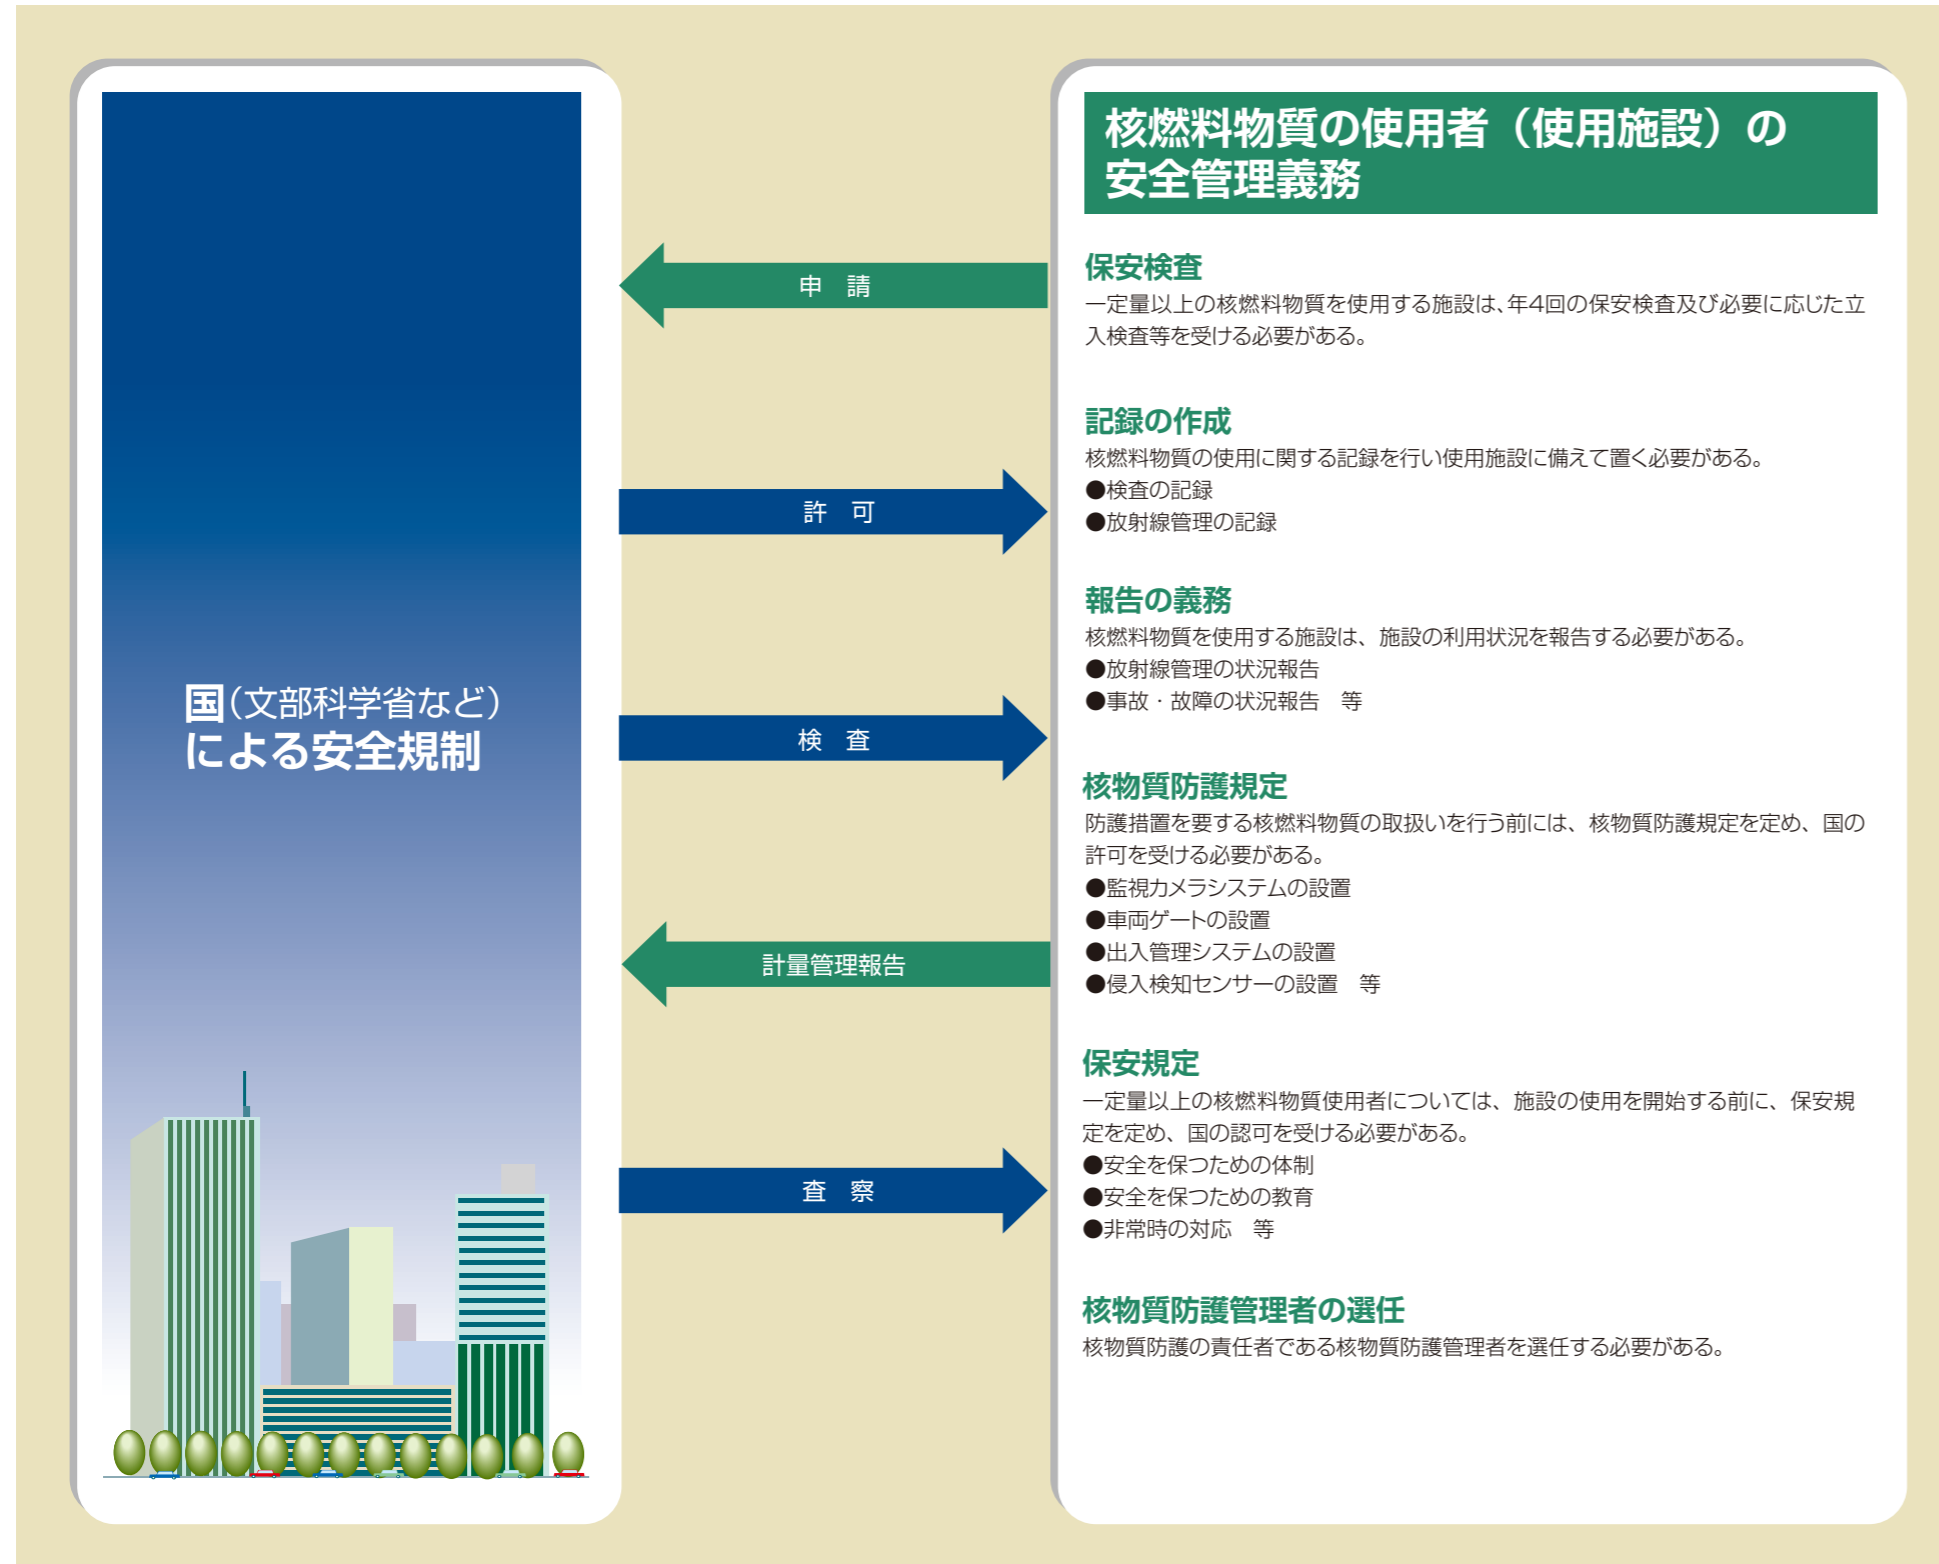 国（文部科学省など）
による安全規制
申　請
許　可
検　査
計量管理報告
査　察
核燃料物質の使用者（使用施設）の
安全管理義務
保安検査
一定量以上の核燃料物質を使用する施設は、年4回の保安検査及び必要に応じた立
入検査等を受ける必要がある。
記録の作成
核燃料物質の使用に関する記録を行い使用施設に備えて置く必要がある。
●検査の記録
●放射線管理の記録
報告の義務
核燃料物質を使用する施設は、施設の利用状況を報告する必要がある。
●放射線管理の状況報告
●事故・故障の状況報告　等
核物質防護規定
防護措置を要する核燃料物質の取扱いを行う前には、核物質防護規定を定め、国の
許可を受ける必要がある。
●監視カメラシステムの設置
●車両ゲートの設置
●出入管理システムの設置
●侵入検知センサーの設置　等
保安規定
一定量以上の核燃料物質使用者については、施設の使用を開始する前に、保安規
定を定め、国の認可を受ける必要がある。
●安全を保つための体制
●安全を保つための教育
●非常時の対応　等
核物質防護管理者の選任
核物質防護の責任者である核物質防護管理者を選任する必要がある。